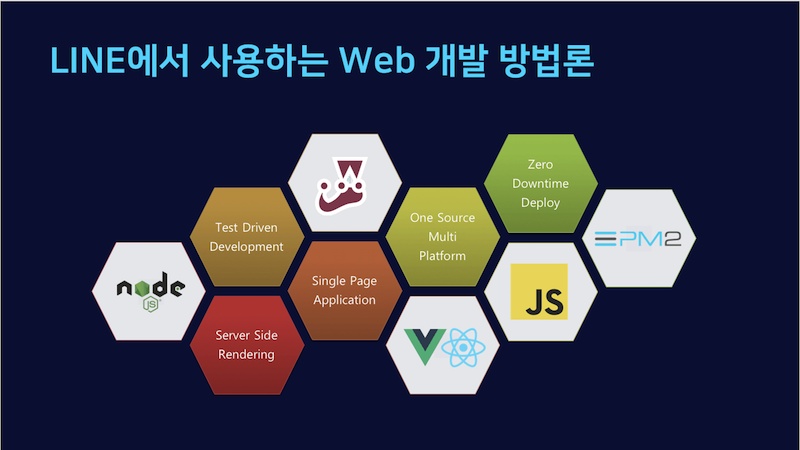 LINE에서 사용하는 Web 개발 방법론
Zero
Downtime
Deploy
Test Driven
Development
One Source
Multi
Platform
PM2
node
JS
Single Page
Application
JS
Server Side
Rendering